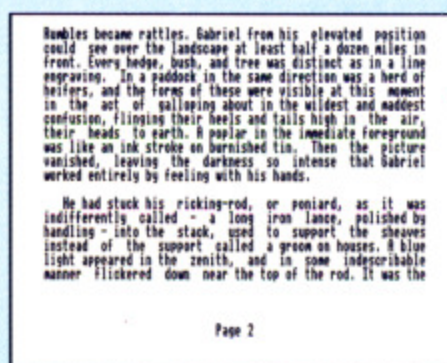 Rumbles became rattles. Gabriel from his elevated position
could see over the landscape at least half a dozen miles in
front. Every hedge, bush, and tree was distinct as in a line
engraving. In a paddock in the same direction was a herd of
heifers, and the forms of these were visible at this moment
in the act of galloping about in the wildest and maddest
confusion, flinging their heels and tails high in the air,
their heads to earth. A poplar in the immediate foreground
was like an ink stroke on burnished tin. Then the picture
vanished, leaving the darkness so intense that Gabriel
worked entirely by feeling with his hands.
He had stuck his ricking-rod, or poniard, as it was
indifferently called - a long iron lance, polished by
handling - into the stack, used to support the sheaves
instead of the support called a groom on houses. A blue
light appeared in the zenith, and in some indescribable
manner flickered down near the top of the rod. It was the
Page 2